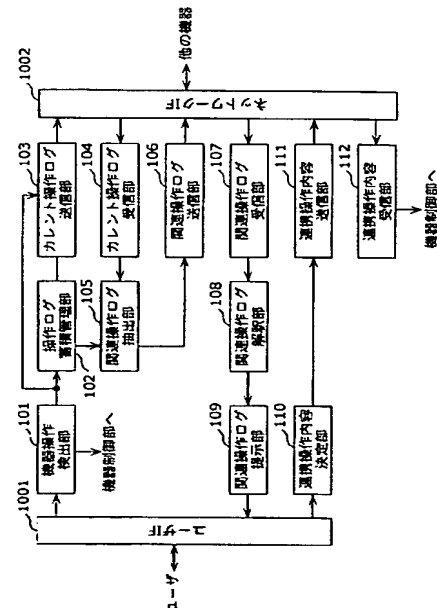 1001
ユーザIF
ユーザ
101
機器操作
検出部
機器制御部へ
操作ログ
蓄積管理部
102
103
カレント操作ログ
送信部
104
カレント操作ログ
受信部
105
関連操作ログ
抽出部
106
関連操作ログ
送信部
107
関連操作ログ
受信部
108
関連操作ログ
解釈部
109
関連操作ログ
提示部
110
連携操作内容
決定部
111
連携操作内容
送信部
112
連携操作内容
受信部
機器制御部へ
1002
ネットワークIF
他の機器